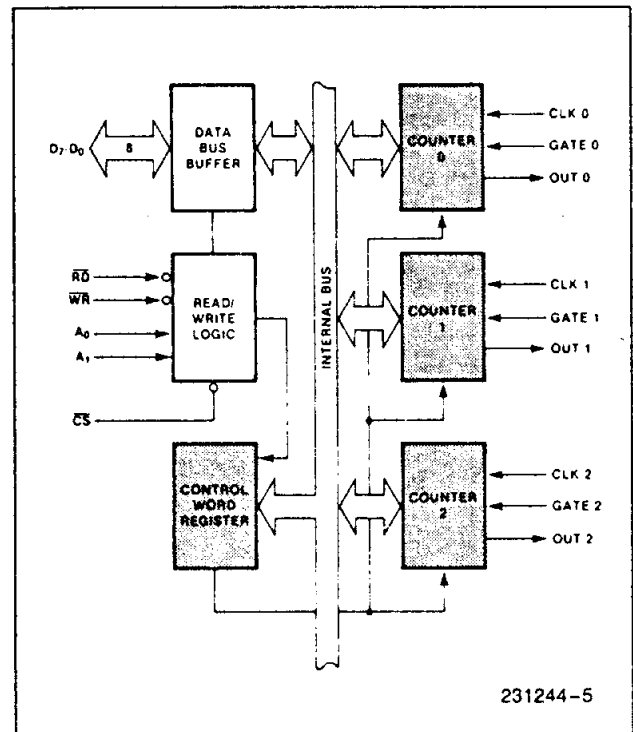 D7-D0
8
DATA
BUS
BUFFER
COUNTER
0
CLK 0
GATE 0
OUT 0
RD
WR
A0
A1
CS
READ/
WRITE
LOGIC
INTERNAL BUS
COUNTER
1
CLK 1
GATE 1
OUT 1
CONTROL
WORD
REGISTER
COUNTER
2
CLK 2
GATE 2
OUT 2
231244-5